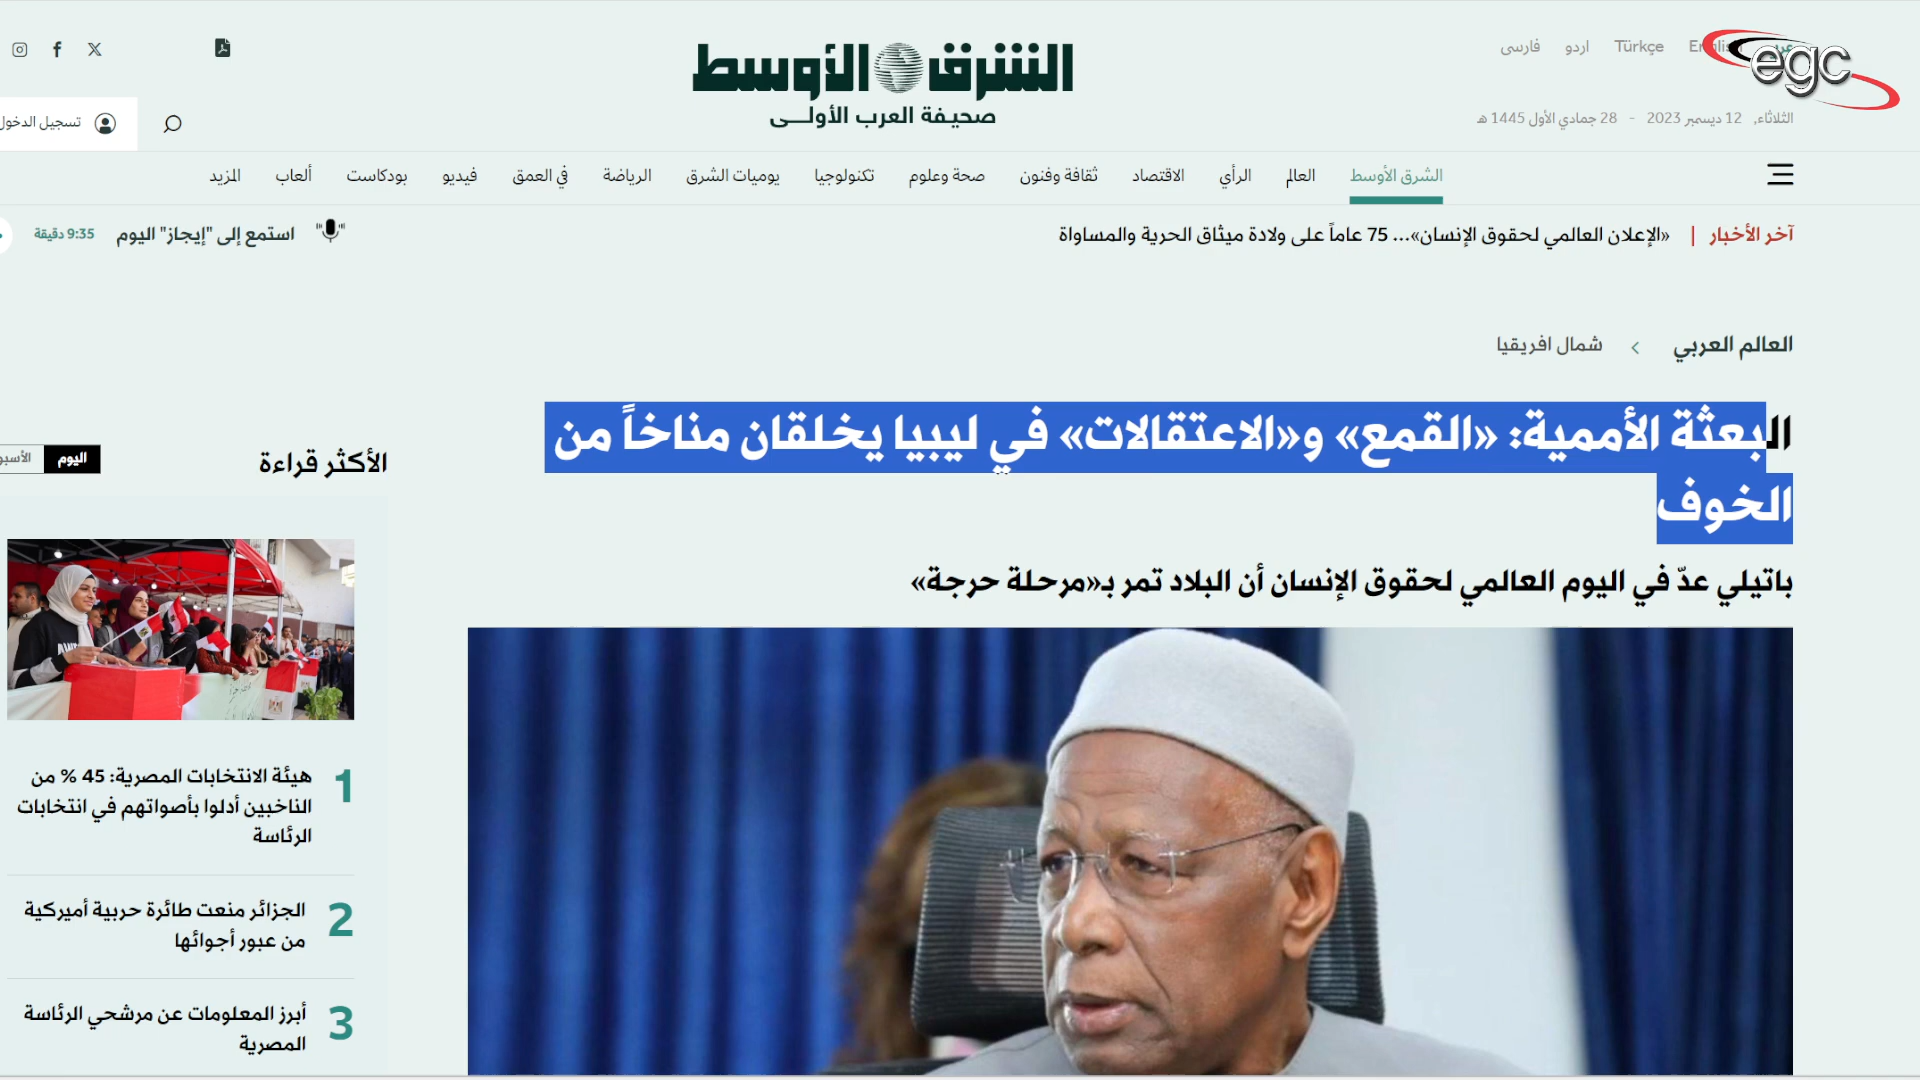 فارسی
اردو
Türkçe
الشرق الأوسط
صحيفة العرب الأولى
egc
الثلاثاء, 12 ديسمبر 2023 - 28 جمادي الأول 1445 هـ
تسجيل الدخول
الشرق الأوسط
العالم
الرأي
الاقتصاد
ثقافة وفنون
صحة وعلوم
تكنولوجيا
يوميات الشرق
الرياضة
في العمق
فيديو
بودكاست
ألعاب
المزيد
آخر الأخبار | «الإعلان العالمي لحقوق الإنسان»... 75 عاماً على ولادة ميثاق الحرية والمساواة
استمع إلى "إيجاز" اليوم
9:35 دقيقة
العالم العربي
شمال افريقيا
البعثة الأممية: «القمع» و«الاعتقالات» في ليبيا يخلقان مناخاً من
الخوف
باتيلي عدّ في اليوم العالمي لحقوق الإنسان أن البلاد تمر بـ«مرحلة حرجة»
الأكثر قراءة
اليوم
1
هيئة الانتخابات المصرية: 45 % من
الناخبين أدلوا بأصواتهم في انتخابات
الرئاسة
2
الجزائر منعت طائرة حربية أميركية
من عبور أجوائها
3
أبرز المعلومات عن مرشحي الرئاسة
المصرية